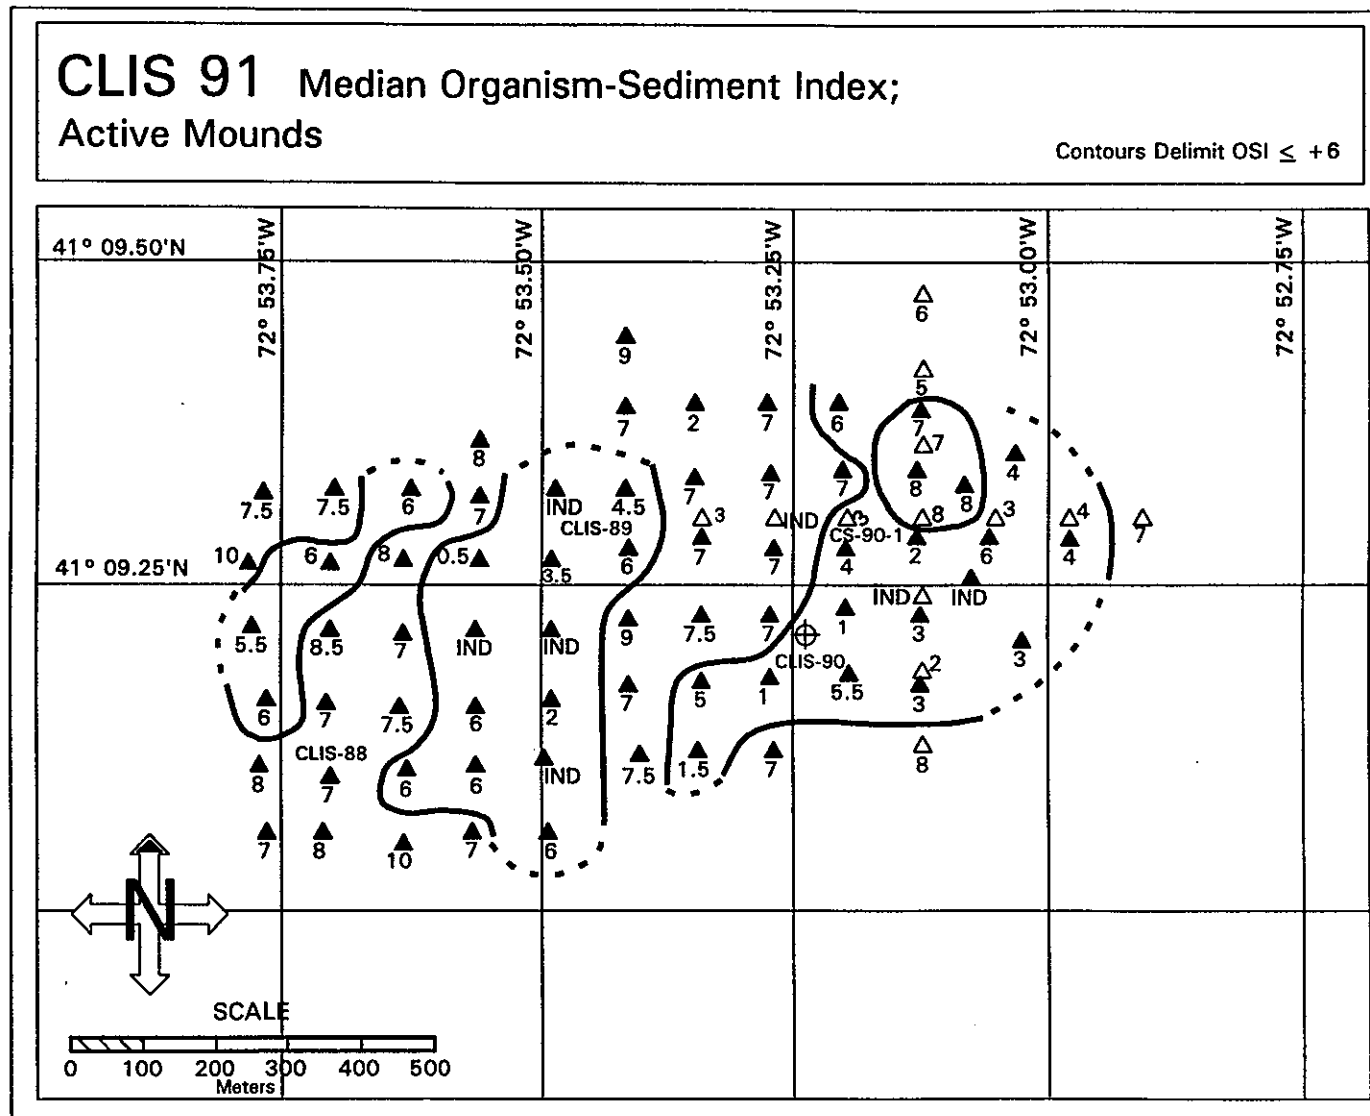 CLIS 91 Median Organism-Sediment Index;
Active Mounds
Contours Delimit OSI ≤ +6
41° 09.50'N
72° 53.75'W
72° 53.50'W
72° 53.25'W
72° 53.00'W
72° 52.75'W
6
9
5
7 2 7 6 7
8 7
4
7.5 7.5 6 7 IND 4.5 7 7 7 8 8
CLIS-89
3 IND 3 8 3 4 7
CS-90-1
10 6 8 0.5 3.5 6 7 7 4 2 6 4
41° 09.25'N
IND IND
5.5 8.5 7 IND IND 9 7.5 7 1 3 3
CLIS-90
2
6 7 7.5 6 2 7 5 1 5.5 3
CLIS-88
8 7 6 6 IND 7.5 1.5 7 8
7 8 10 7 6
N
SCALE
0 100 200 300 400 500
Meters